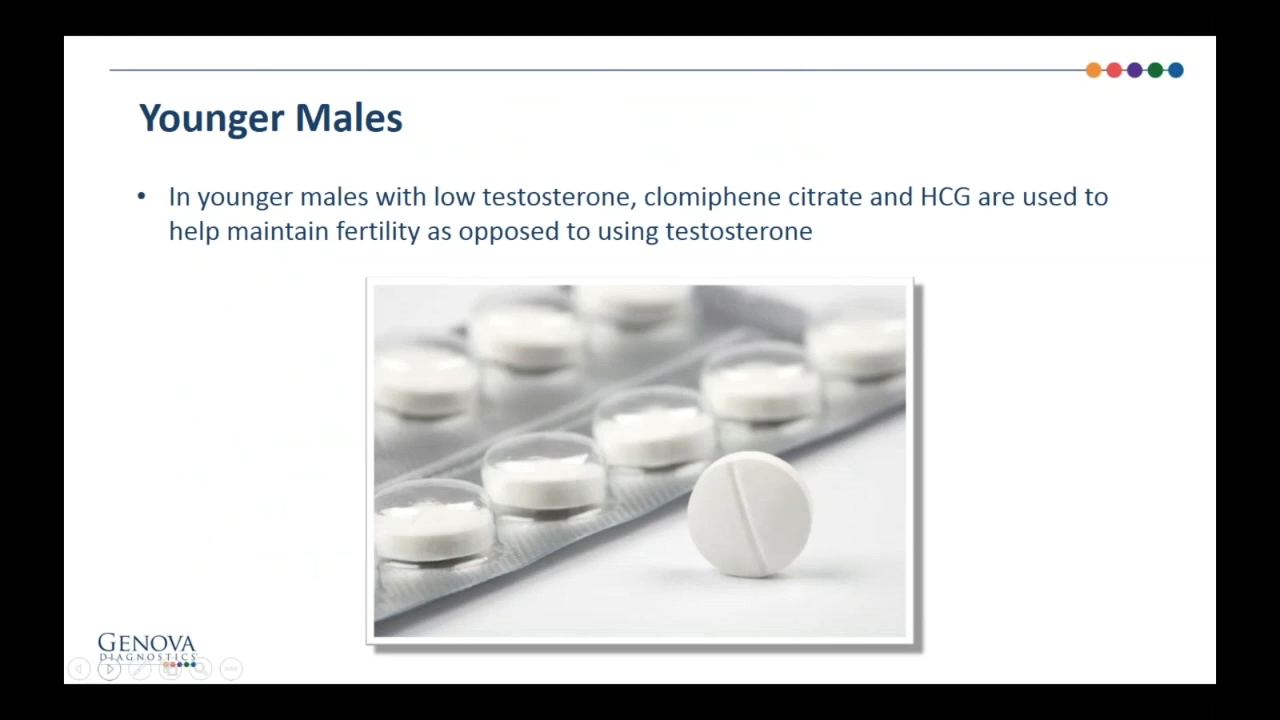 Younger Males
• In younger males with low testosterone, clomiphene citrate and HCG are used to
help maintain fertility as opposed to using testosterone
GENOVA
DIAGNOSTICS